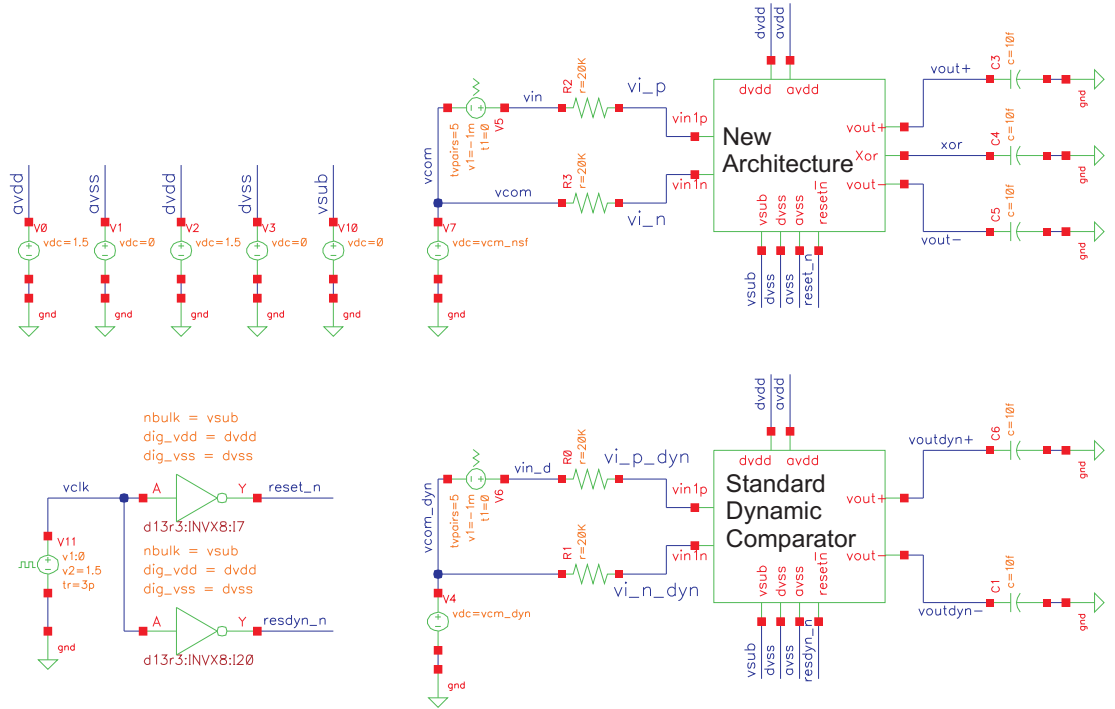 avdd
V0
vdc=1.5
gnd
avss
V1
vdc=0
gnd
dvdd
V2
vdc=1.5
gnd
dvss
V3
vdc=0
gnd
vsub
V10
vdc=0
gnd
vcom
tvpairs=5
v1=-1m
t1=0
V5
vin
R2
r=20K
vi_p
vcom
R3
r=20K
vi_n
V7
vdc=vcm_nsf
gnd
dvdd
avdd
dvdd
avdd
vin1p
vin1n
New
Architecture
vout+
Xor
vout-
vsub
dvss
avss
resetn
vsub
dvss
avss
reset_n
vout+
C3
c=10f
gnd
xor
C4
c=10f
gnd
vout-
C5
c=10f
gnd
nbulk = vsub
dig_vdd = dvdd
dig_vss = dvss
vclk
A
Y
reset_n
d13r3:INVX8:I7
V11
v1:0
v2=1.5
tr=3p
gnd
nbulk = vsub
dig_vdd = dvdd
dig_vss = dvss
A
Y
resdyn_n
d13r3:INVX8:I20
vcom_dyn
tvpairs=5
v1=-1m
t1=0
V6
vin_d
R0
r=20K
vi_p_dyn
R1
r=20K
vi_n_dyn
V4
vdc=vcm_dyn
gnd
dvdd
avdd
dvdd
avdd
vin1p
vin1n
Standard
Dynamic
Comparator
vout+
vout-
vsub
dvss
avss
resetn
vsub
dvss
avss
resdyn_n
voutdyn+
C6
c=10f
gnd
voutdyn-
C1
c=10f
gnd